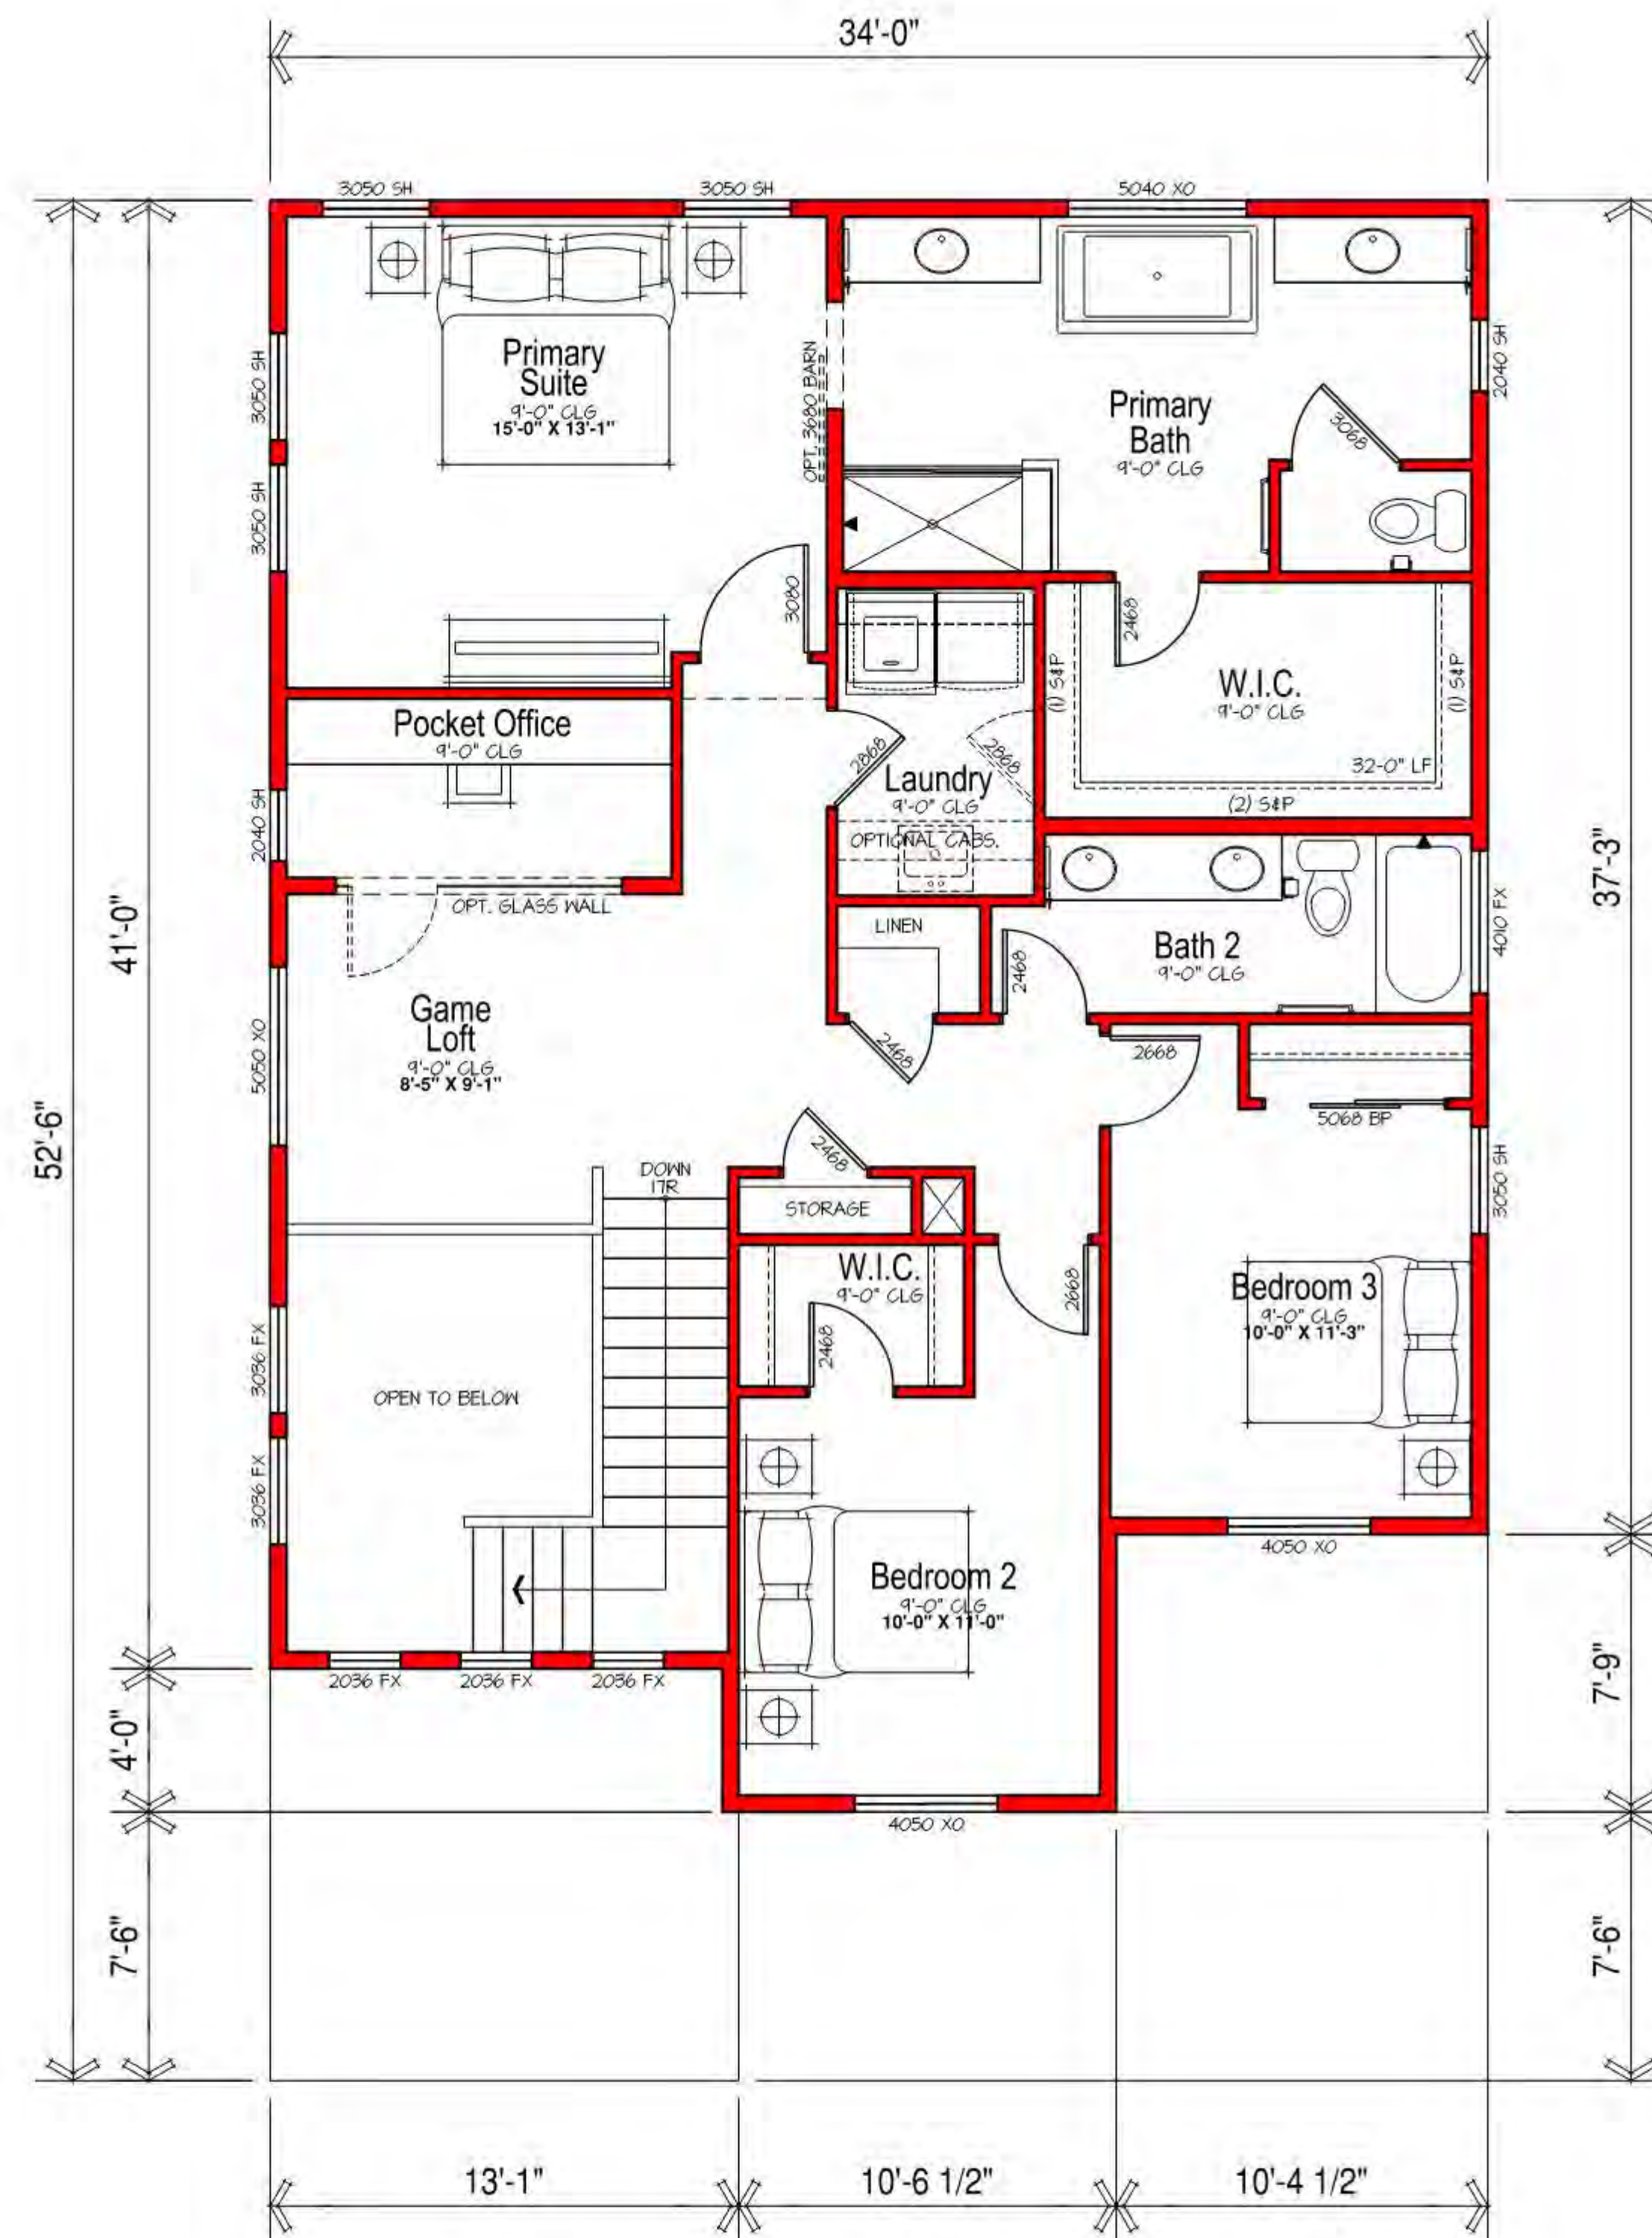 34'-0"
3050 SH
3050 SH
5040 XO
3050 SH
3050 SH
Primary
Suite
9'-0" CLG
15'-0" X 13'-1"
OPT. 3680 BARN
Primary
Bath
9'-0" CLG
2040 SH
3068
3080
2468
(1) S&P
W.I.C.
9'-0" CLG
(1) S&P
32-0" LF
(2) S&P
Pocket Office
9'-0" CLG
2040 SH
OPT. GLASS WALL
2868
2868
Laundry
9'-0" CLG
OPTIONAL CABS.
LINEN
2468
2468
Bath 2
9'-0" CLG
4010 FX
41'-0"
37'-3"
52'-6"
Game
Loft
9'-0" CLG
8'-5" X 9'-1"
5050 XO
2668
5068 BP
3050 SH
2468
DOWN
17R
STORAGE
W.I.C.
9'-0" CLG
2468
2668
Bedroom 3
9'-0" CLG
10'-0" X 11'-3"
3036 FX
3036 FX
OPEN TO BELOW
4050 XO
Bedroom 2
9'-0" CLG
10'-0" X 11'-0"
2036 FX
2036 FX
2036 FX
4050 XO
4'-0"
7'-9"
7'-6"
7'-6"
13'-1"
10'-6 1/2"
10'-4 1/2"